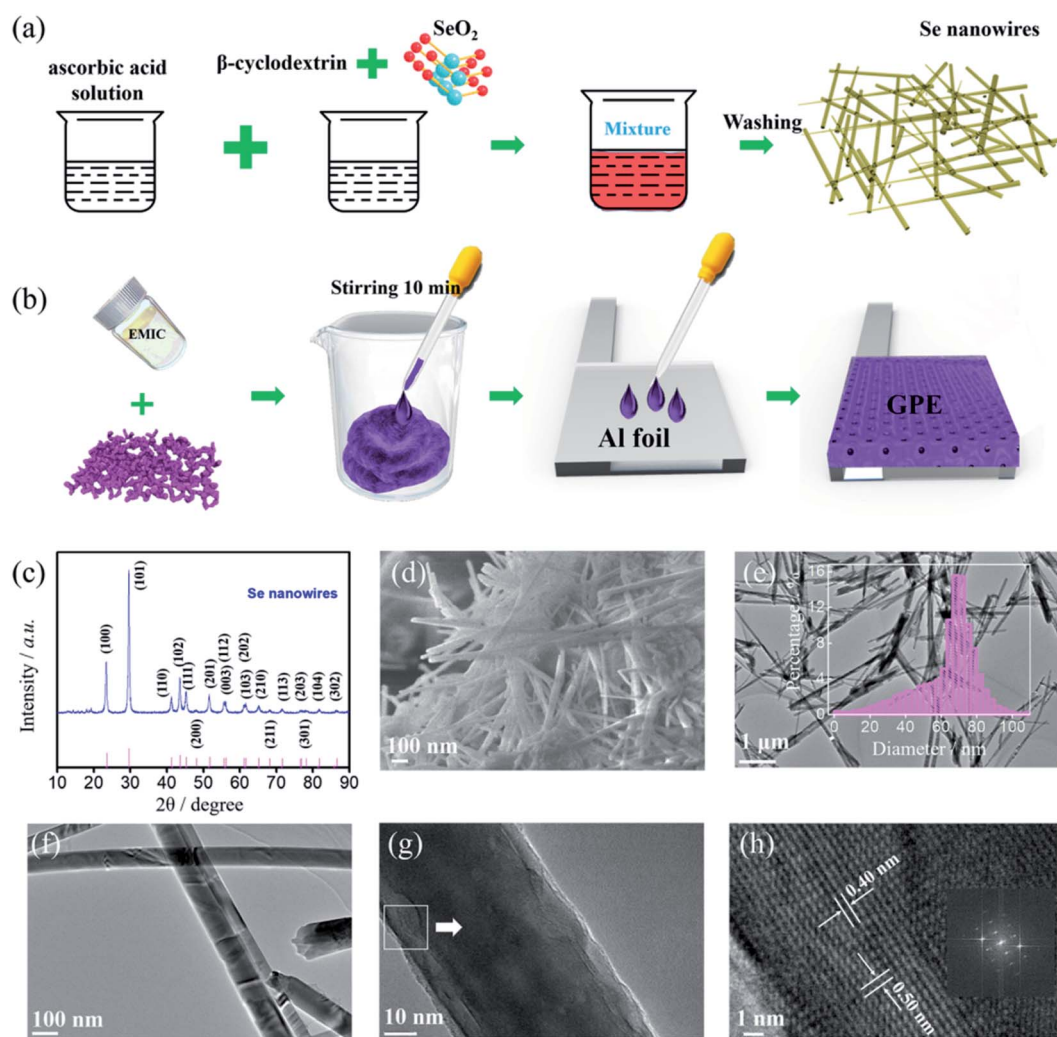 (a)
ascorbic acid
solution
β-cyclodextrin
SeO2
Mixture
Washing
Se nanowires
(b)
EMIC
Stirring 10 min
Al foil
GPE
(c)
Intensity / a.u.
Se nanowires
(100)
(101)
(110)
(102)
(111)
(200)
(201)
(003)
(112)
(103)
(202)
(210)
(211)
(113)
(203)
(301)
(104)
(302)
10 20 30 40 50 60 70 80 90
2θ / degree
(d)
100 nm
(e)
Percentage / %
16
12
8
4
0
0 20 40 60 80 100
Diameter / nm
1 μm
(f)
100 nm
(g)
10 nm
(h)
0.40 nm
0.50 nm
1 nm